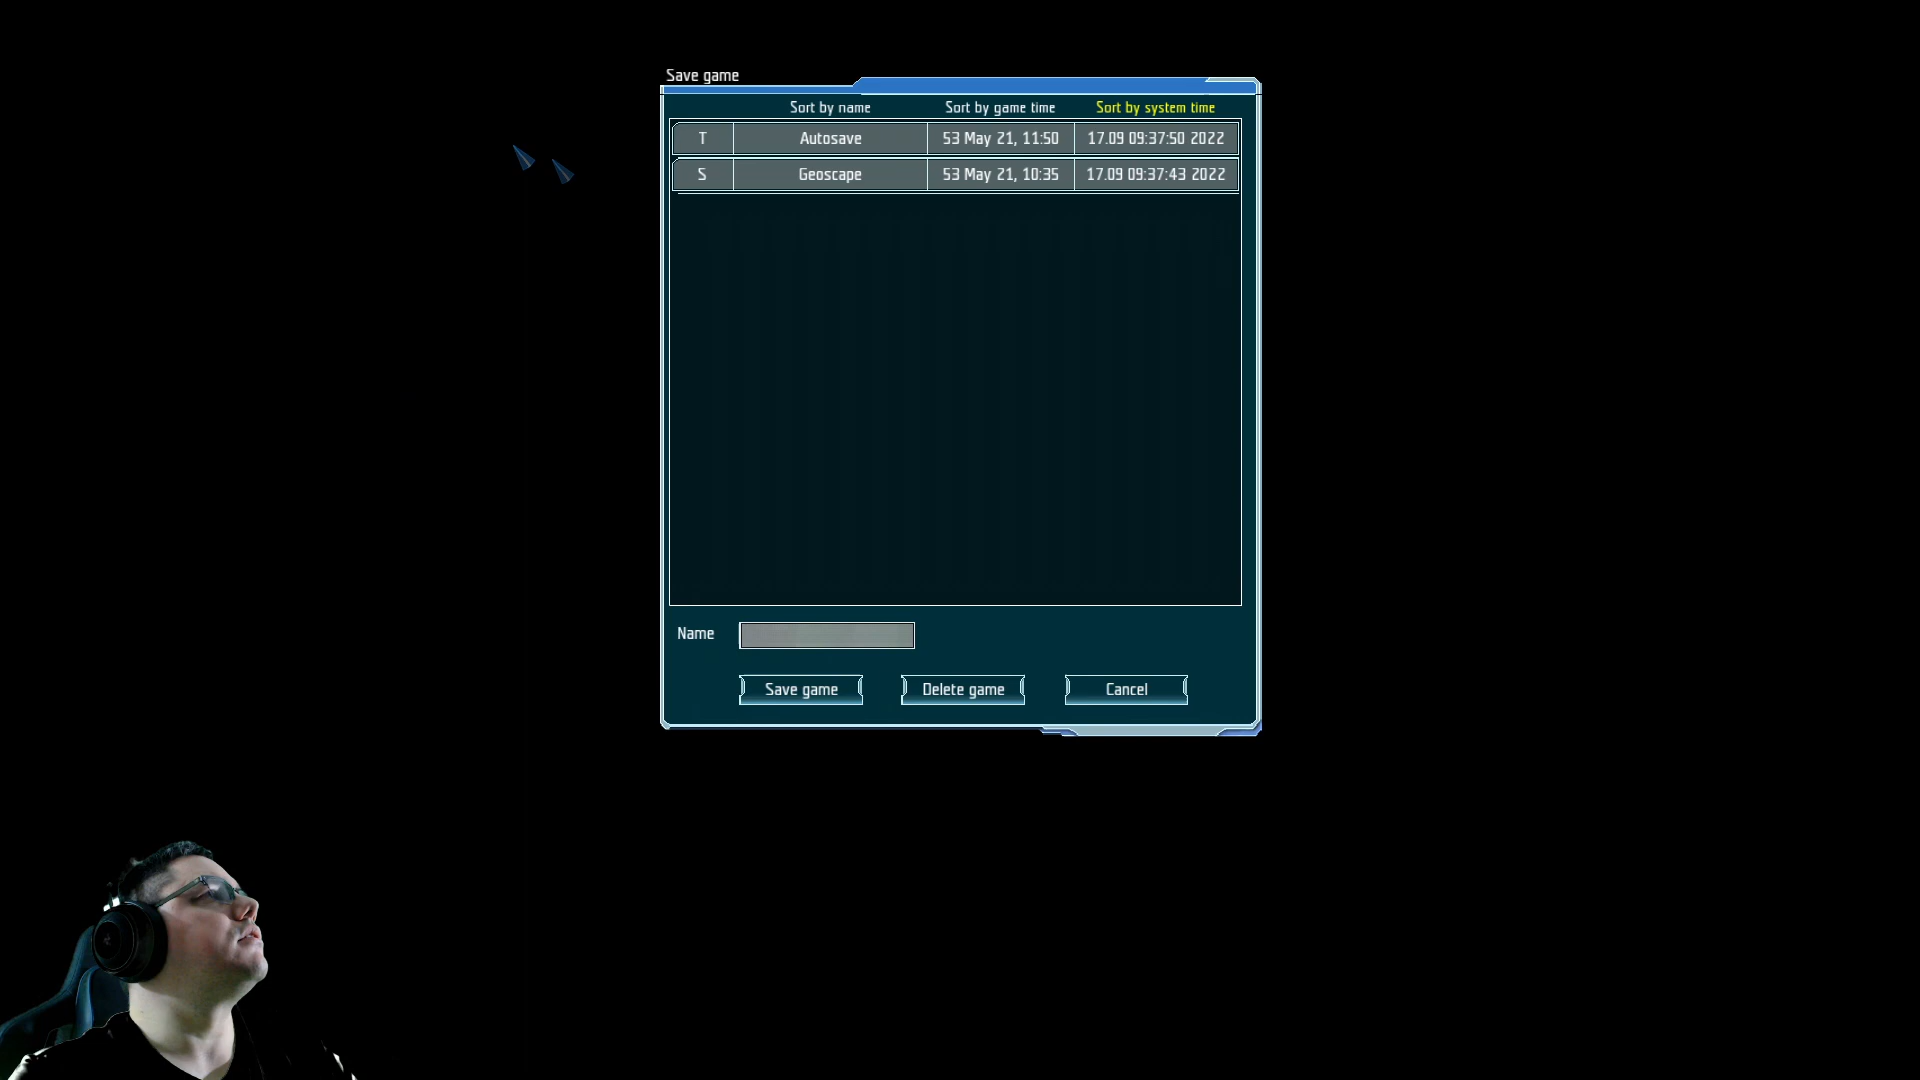 Save game
Sort by name Sort by game time Sort by system time
T Autosave 53 May 21, 11:50 17.09 09:37:50 2022
S Geoscape 53 May 21, 10:35 17.09 09:37:43 2022
Name
Save game Delete game Cancel